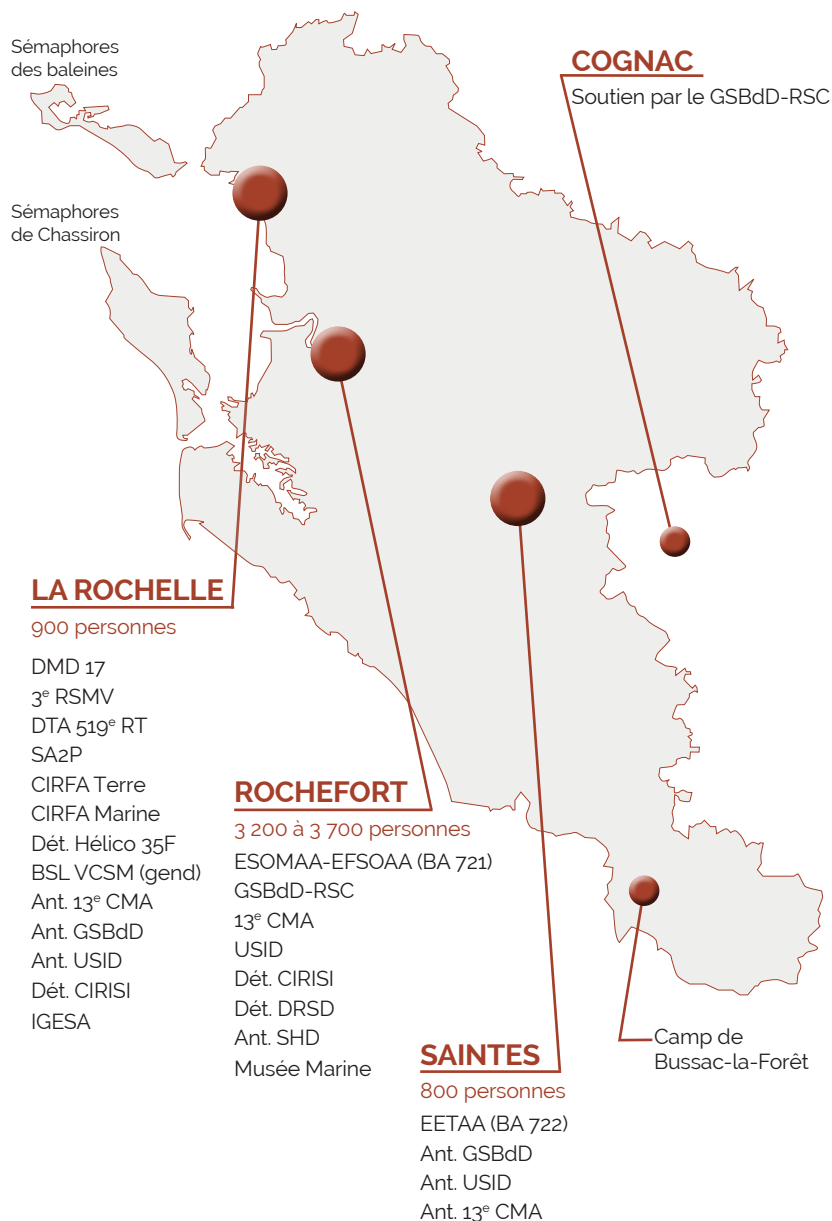 Sémaphores
des baleines
COGNAC
Soutien par le GSBdD-RSC
Sémaphores
de Chassiron
LA ROCHELLE
900 personnes
DMD 17
3e RSMV
DTA 519e RT
SA2P
CIRFA Terre
CIRFA Marine
Dét. Hélico 35F
BSL VCSM (gend)
Ant. 13e CMA
Ant. GSBdD
Ant. USID
Dét. CIRISI
IGESA
ROCHEFORT
3 200 à 3 700 personnes
ESOMAA-EFSOAA (BA 721)
GSBdD-RSC
13e CMA
USID
Dét. CIRISI
Dét. DRSD
Ant. SHD
Musée Marine
SAINTES
800 personnes
EETAA (BA 722)
Ant. GSBdD
Ant. USID
Ant. 13e CMA
Camp de
Bussac-la-Forêt